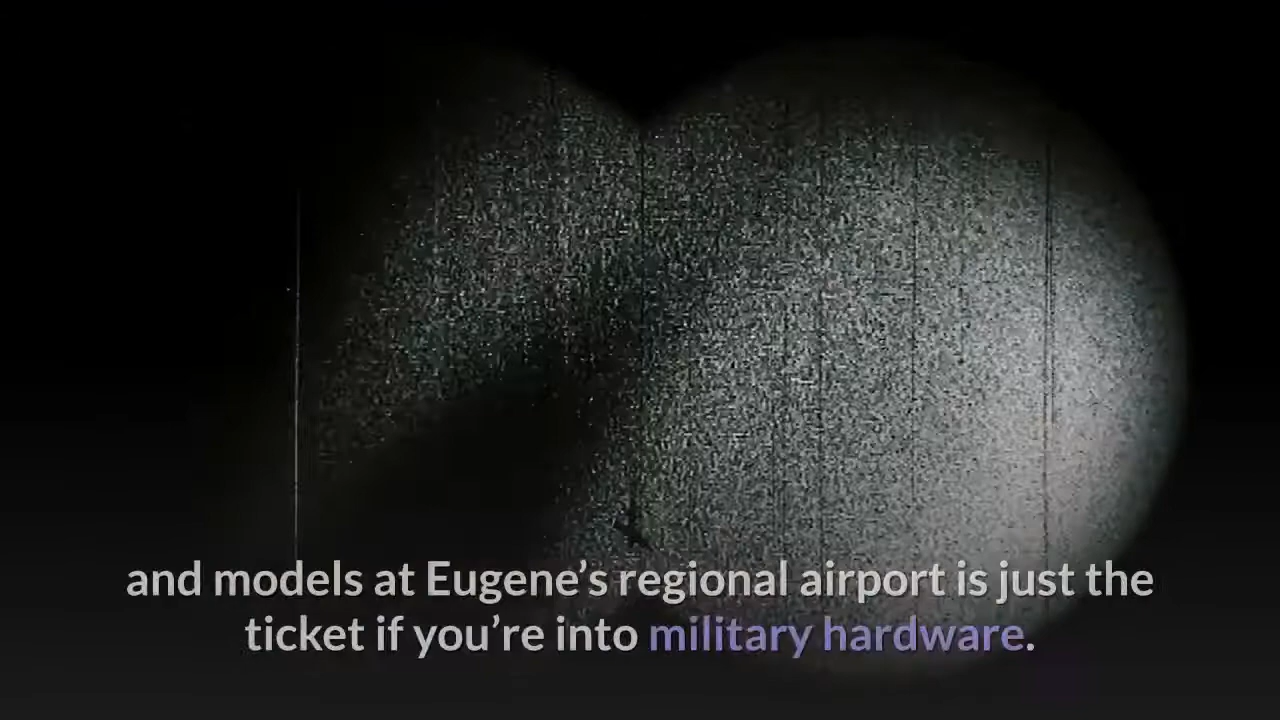 and models at Eugene’s regional airport is just the
ticket if you’re into military hardware.